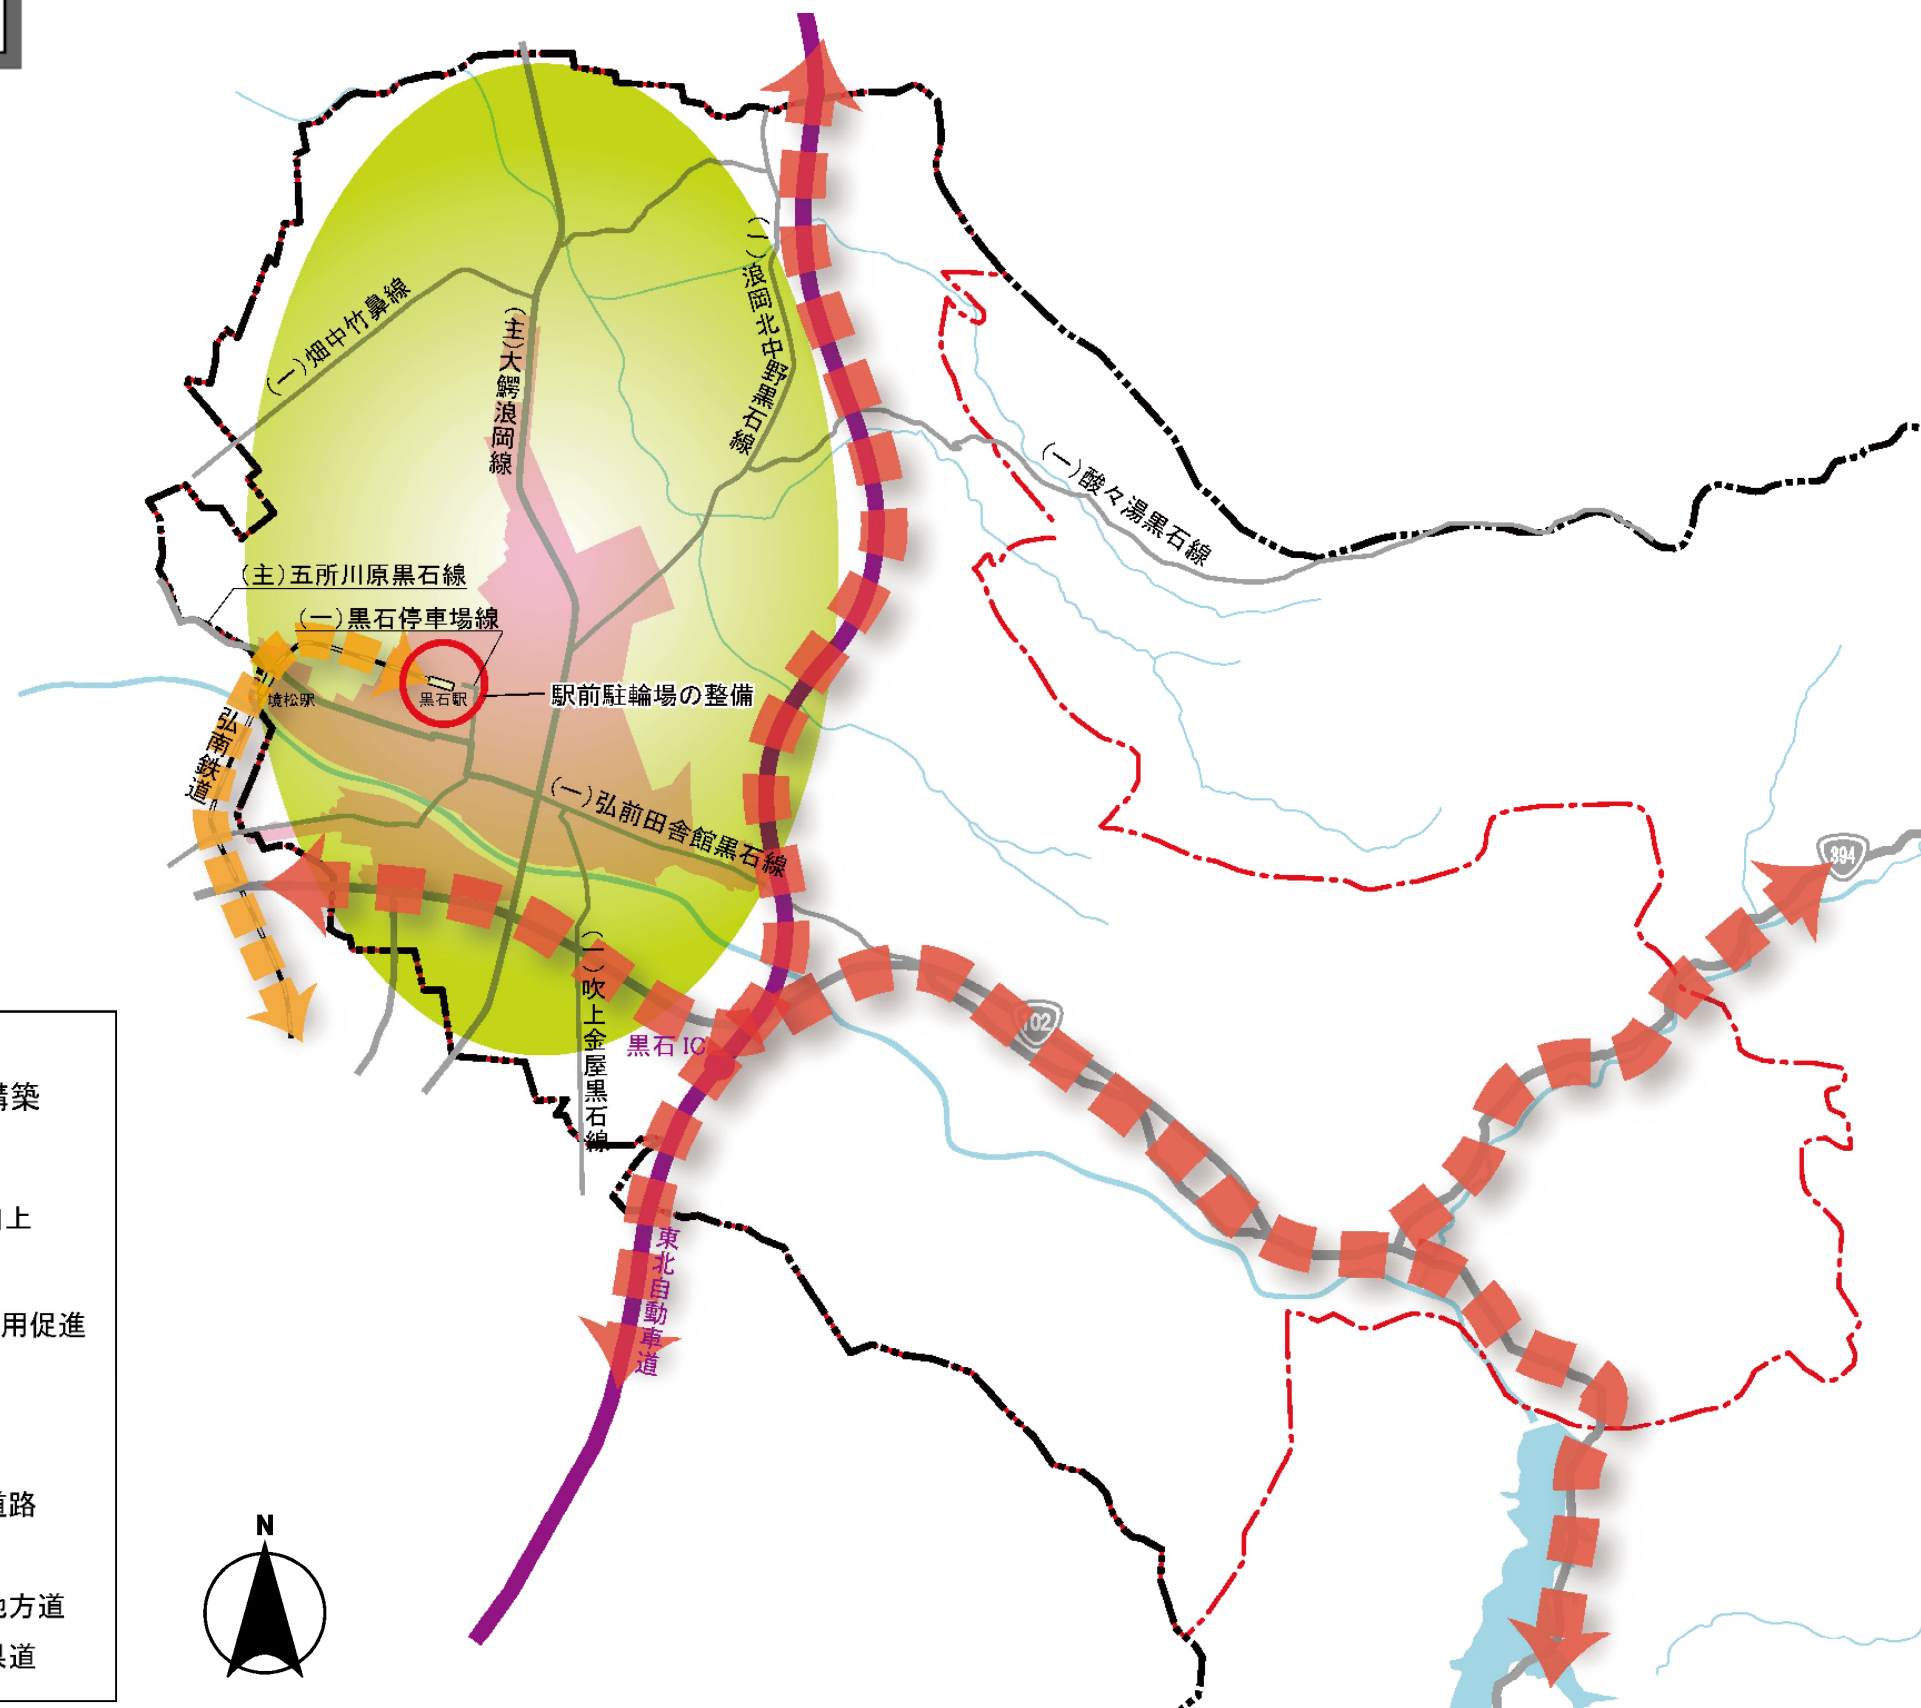 (一)畑中竹鼻線
(主)大鰐浪岡線
(一)浪岡北中野黒石線
(一)酸々湯黒石線
(主)五所川原黒石線
(一)黒石停車場線
境松駅
黒石駅
駅前駐輪場の整備
弘南鉄道
(一)弘前田舎館黒石線
394
102
(一)吹上金屋黒石線
黒石 IC
東北自動車道
構築
向上
用促進
道路
地方道
県道
N